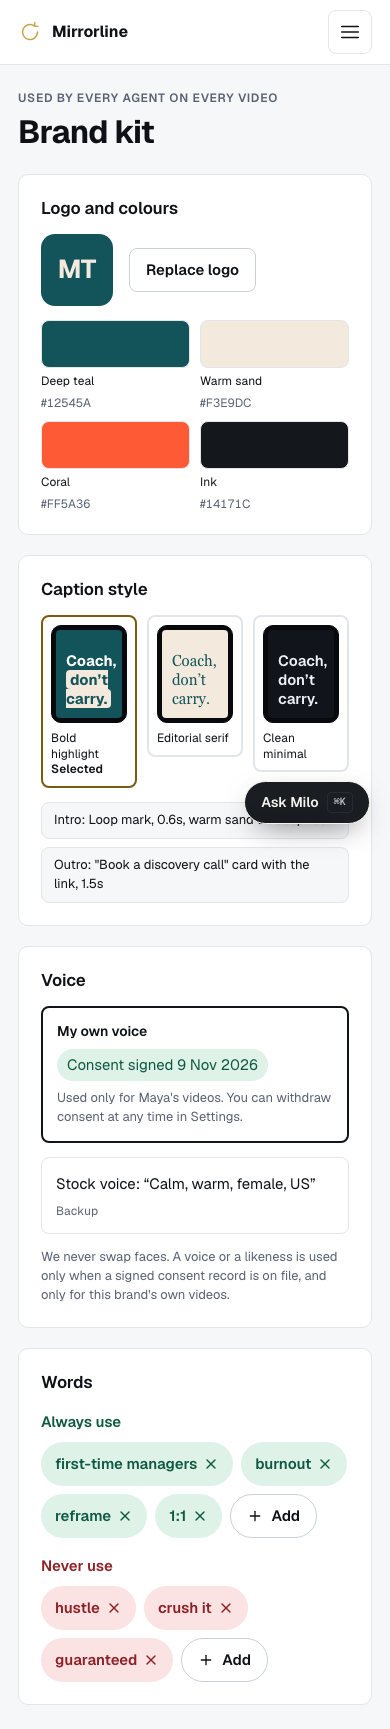 Mirrorline
USED BY EVERY AGENT ON EVERY VIDEO
Brand kit
Logo and colours
MT
Replace logo
Deep teal
#12545A
Warm sand
#F3E9DC
Coral
#FF5A36
Ink
#14171C
Caption style
Coach,
don’t
carry.
Bold
highlight
Selected
Coach,
don’t
carry.
Editorial serif
Coach,
don’t
carry.
Clean
minimal
Ask Milo ⌘K
Intro: Loop mark, 0.6s, warm sand
Outro: "Book a discovery call" card with the
link, 1.5s
Voice
My own voice
Consent signed 9 Nov 2026
Used only for Maya's videos. You can withdraw
consent at any time in Settings.
Stock voice: “Calm, warm, female, US”
Backup
We never swap faces. A voice or a likeness is used
only when a signed consent record is on file, and
only for this brand's own videos.
Words
Always use
first-time managers ×
burnout ×
reframe ×
1:1 ×
+ Add
Never use
hustle ×
crush it ×
guaranteed ×
+ Add